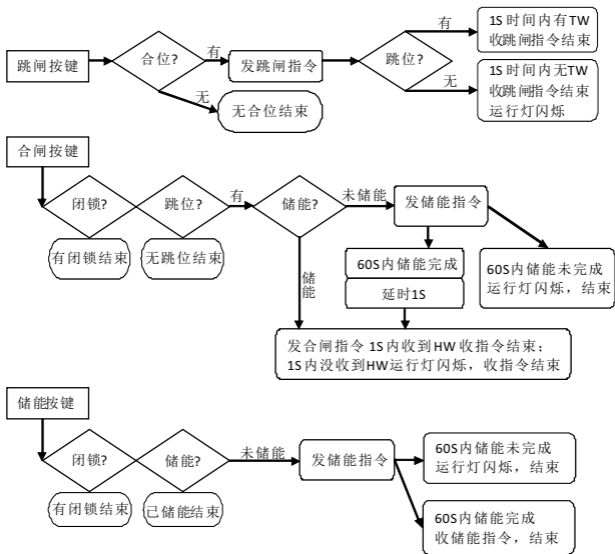 跳闸按键
合位?
有
发跳闸指令
跳位?
有
1S 时间内有TW
收跳闸指令结束
无
1S 时间内无TW
收跳闸指令结束
运行灯闪烁
无
无合位结束
合闸按键
闭锁?
跳位?
有
储能?
未储能
发储能指令
有闭锁结束
无跳位结束
储能
60S内储能完成
延时1S
60S内储能未完成
运行灯闪烁，结束
发合闸指令 1S内收到HW 收指令结束；
1S内没收到HW运行灯闪烁，收指令结束
储能按键
闭锁?
储能?
未储能
发储能指令
有闭锁结束
已储能结束
60S内储能未完成
运行灯闪烁，结束
60S内储能完成
收储能指令，结束